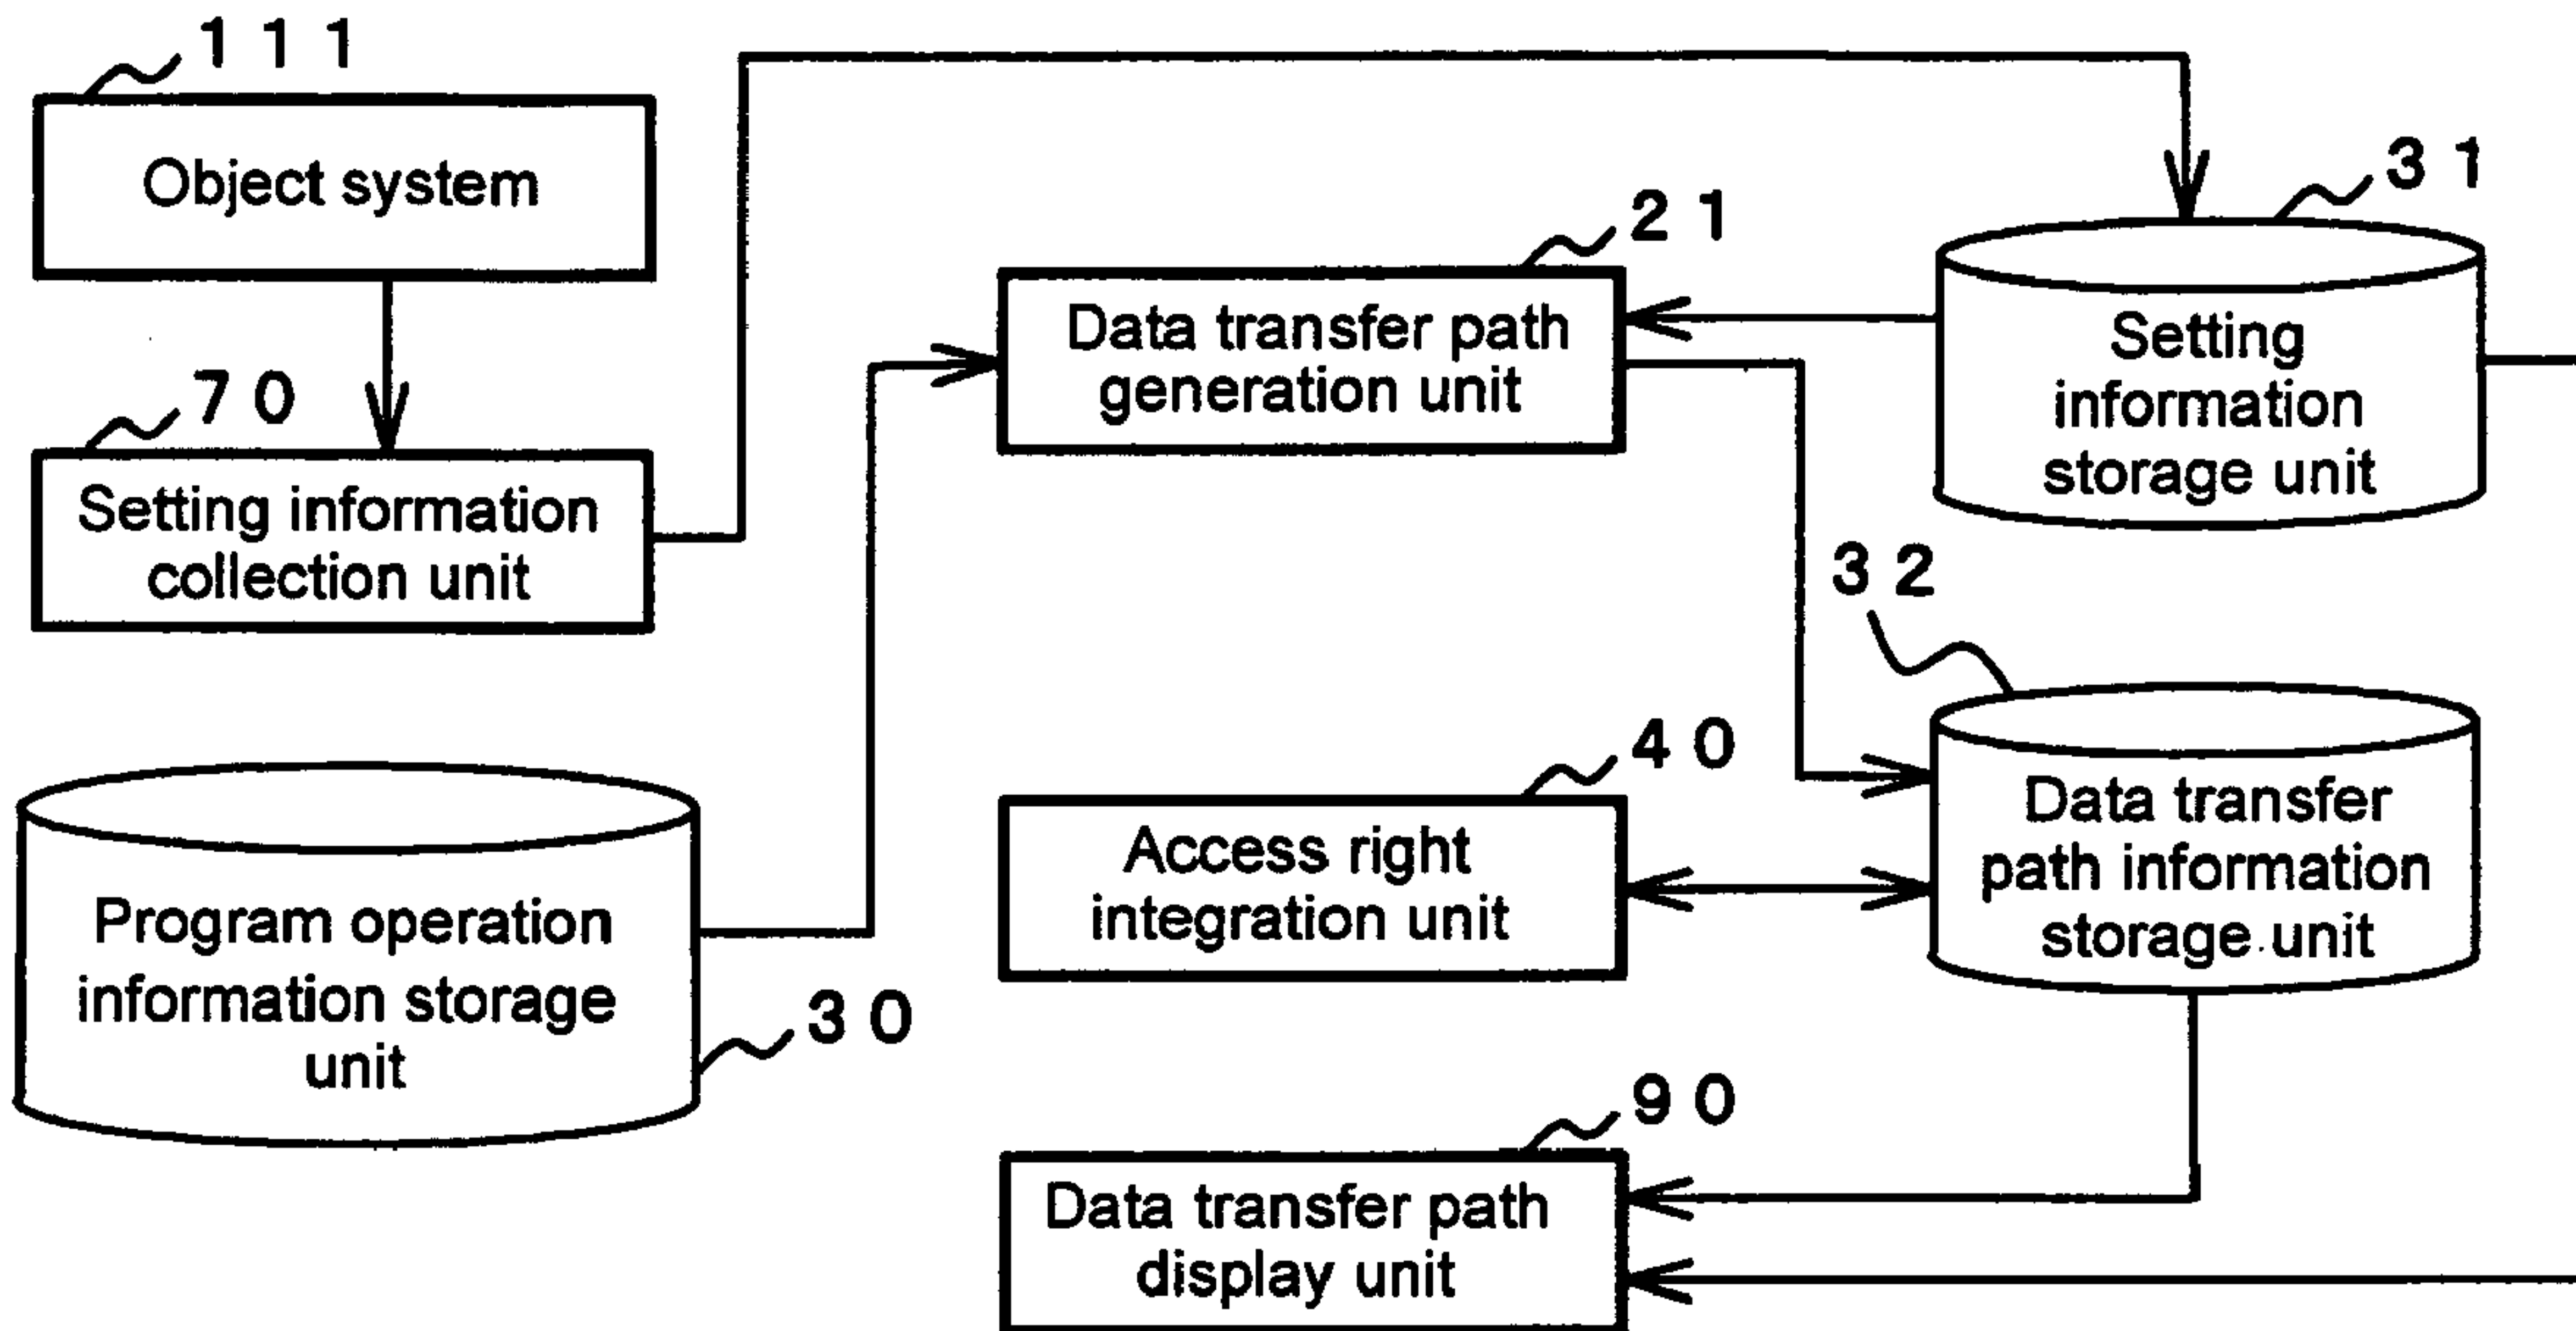 111
Object system
70
Setting information
collection unit
Program operation
information storage
unit
30
21
Data transfer path
generation unit
40
Access right
integration unit
90
Data transfer path
display unit
31
Setting
information
storage unit
32
Data transfer
path information
storage unit